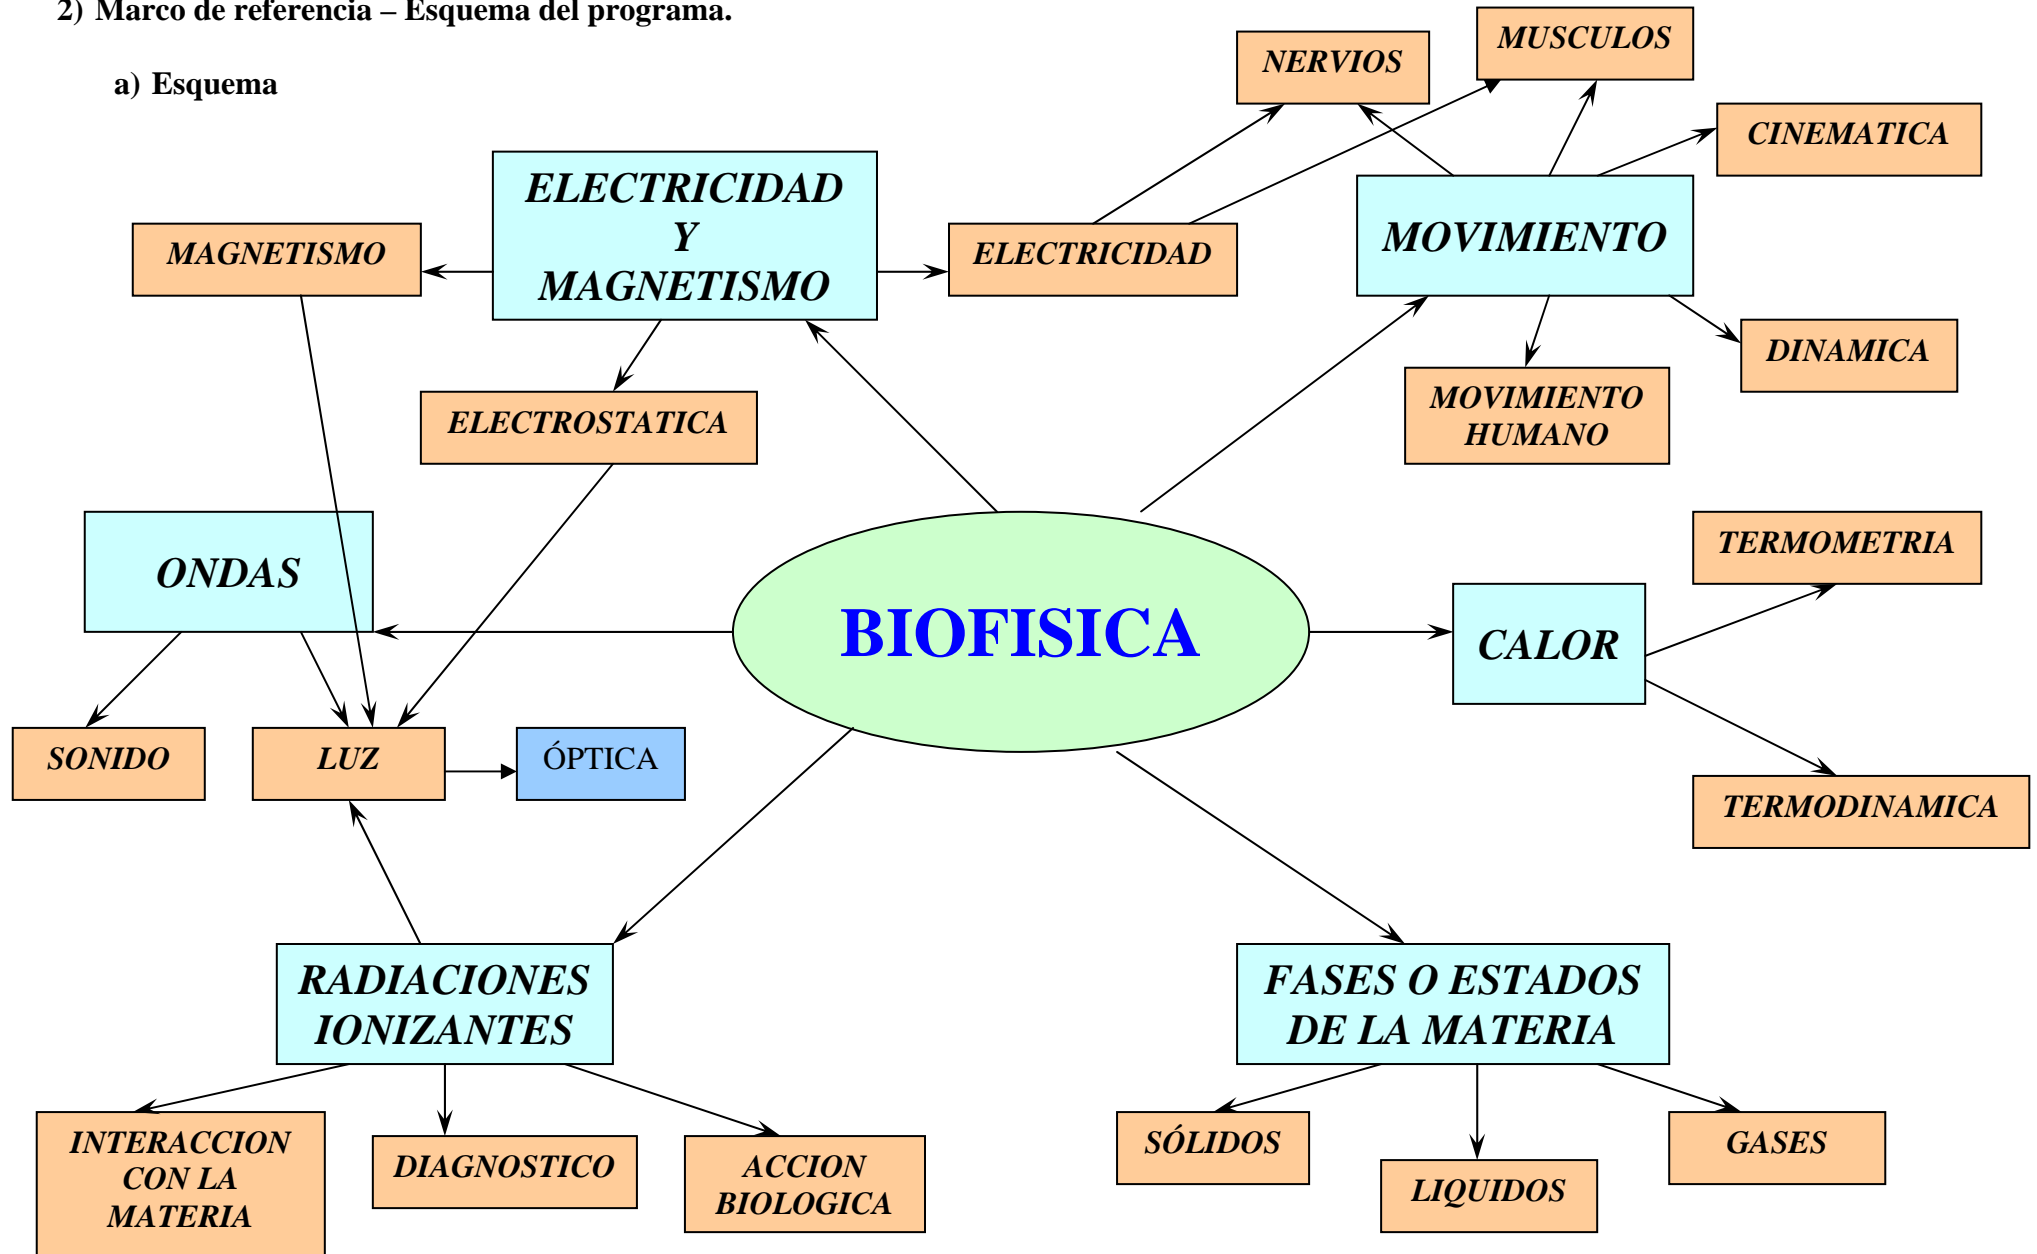 2) Marco de referencia – Esquema del programa.
a) Esquema
NERVIOS
MUSCULOS
CINEMATICA
ELECTRICIDAD
Y
MAGNETISMO
MAGNETISMO
ELECTRICIDAD
MOVIMIENTO
DINAMICA
ELECTROSTATICA
MOVIMIENTO
HUMANO
ONDAS
TERMOMETRIA
BIOFISICA
CALOR
SONIDO
LUZ
ÓPTICA
TERMODINAMICA
RADIACIONES
IONIZANTES
FASES O ESTADOS
DE LA MATERIA
INTERACCION
CON LA
MATERIA
DIAGNOSTICO
ACCION
BIOLOGICA
SÓLIDOS
LIQUIDOS
GASES